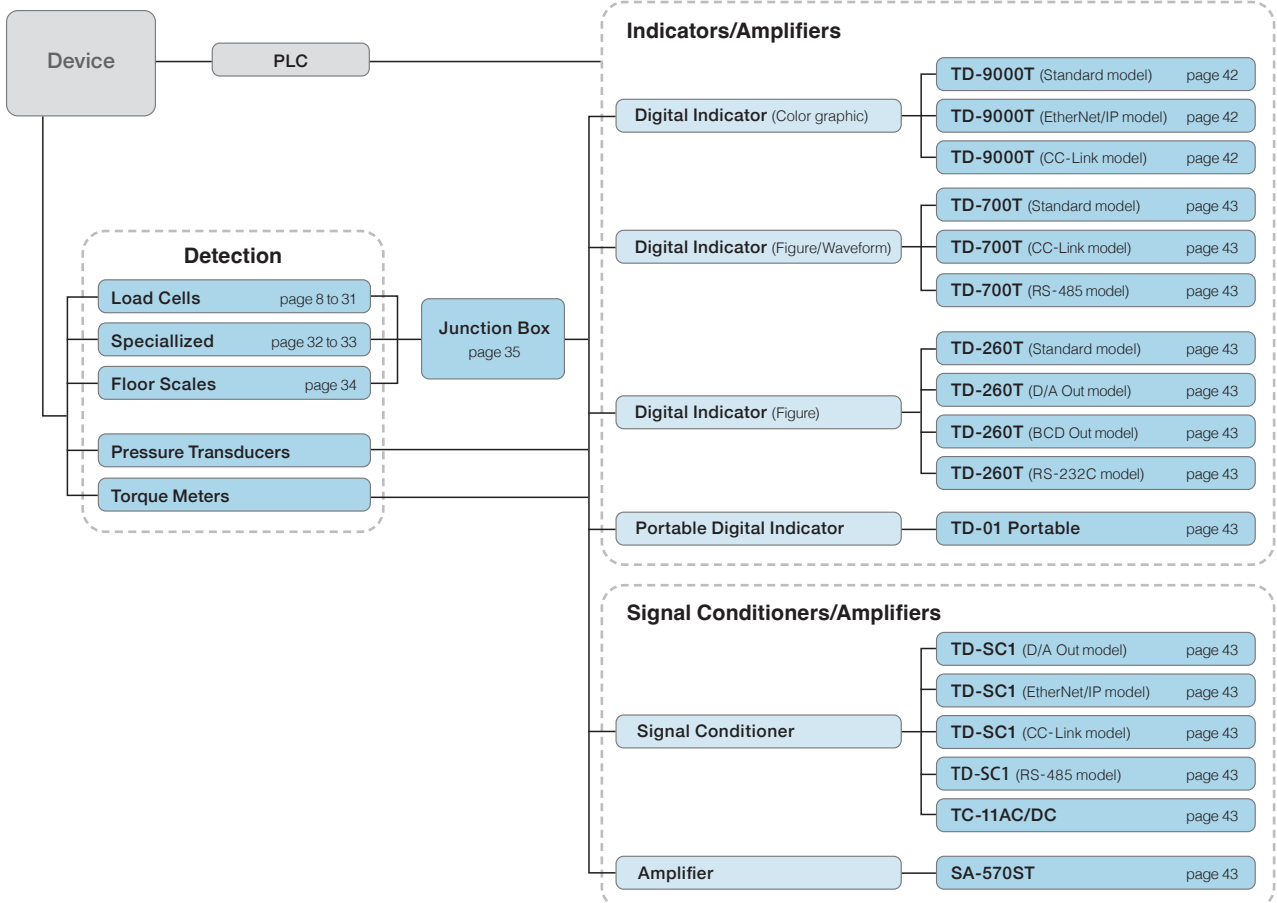 Device
PLC
Detection
Load Cells page 8 to 31
Speciallized page 32 to 33
Floor Scales page 34
Pressure Transducers
Torque Meters
Junction Box
page 35
Indicators/Amplifiers
Digital Indicator (Color graphic)
TD-9000T (Standard model) page 42
TD-9000T (EtherNet/IP model) page 42
TD-9000T (CC-Link model) page 42
Digital Indicator (Figure/Waveform)
TD-700T (Standard model) page 43
TD-700T (CC-Link model) page 43
TD-700T (RS-485 model) page 43
Digital Indicator (Figure)
TD-260T (Standard model) page 43
TD-260T (D/A Out model) page 43
TD-260T (BCD Out model) page 43
TD-260T (RS-232C model) page 43
Portable Digital Indicator
TD-01 Portable page 43
Signal Conditioners/Amplifiers
Signal Conditioner
TD-SC1 (D/A Out model) page 43
TD-SC1 (EtherNet/IP model) page 43
TD-SC1 (CC-Link model) page 43
TD-SC1 (RS-485 model) page 43
TC-11AC/DC page 43
Amplifier
SA-570ST page 43